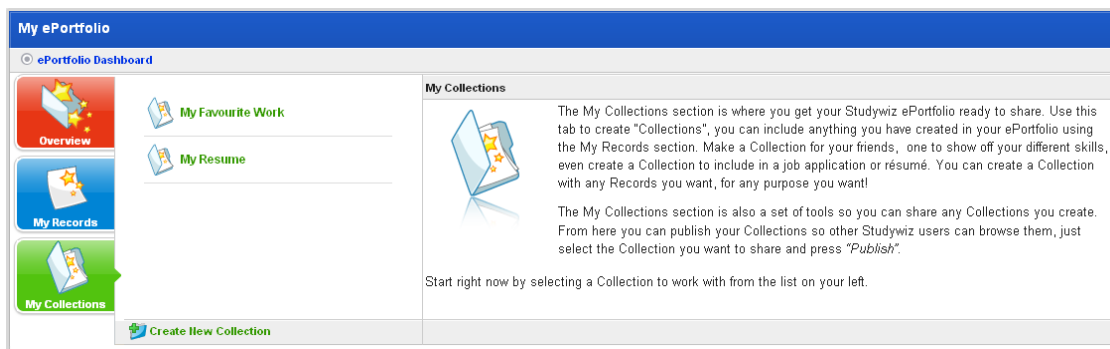 My ePortfolio
ePortfolio Dashboard
Overview
My Records
My Collections
My Favourite Work
My Resume
Create New Collection
My Collections
The My Collections section is where you get your Studywiz ePortfolio ready to share. Use this
tab to create "Collections", you can include anything you have created in your ePortfolio using
the My Records section. Make a Collection for your friends, one to show off your different skills,
even create a Collection to include in a job application or résumé. You can create a Collection
with any Records you want, for any purpose you want!
The My Collections section is also a set of tools so you can share any Collections you create.
From here you can publish your Collections so other Studywiz users can browse them, just
select the Collection you want to share and press "Publish".
Start right now by selecting a Collection to work with from the list on your left.